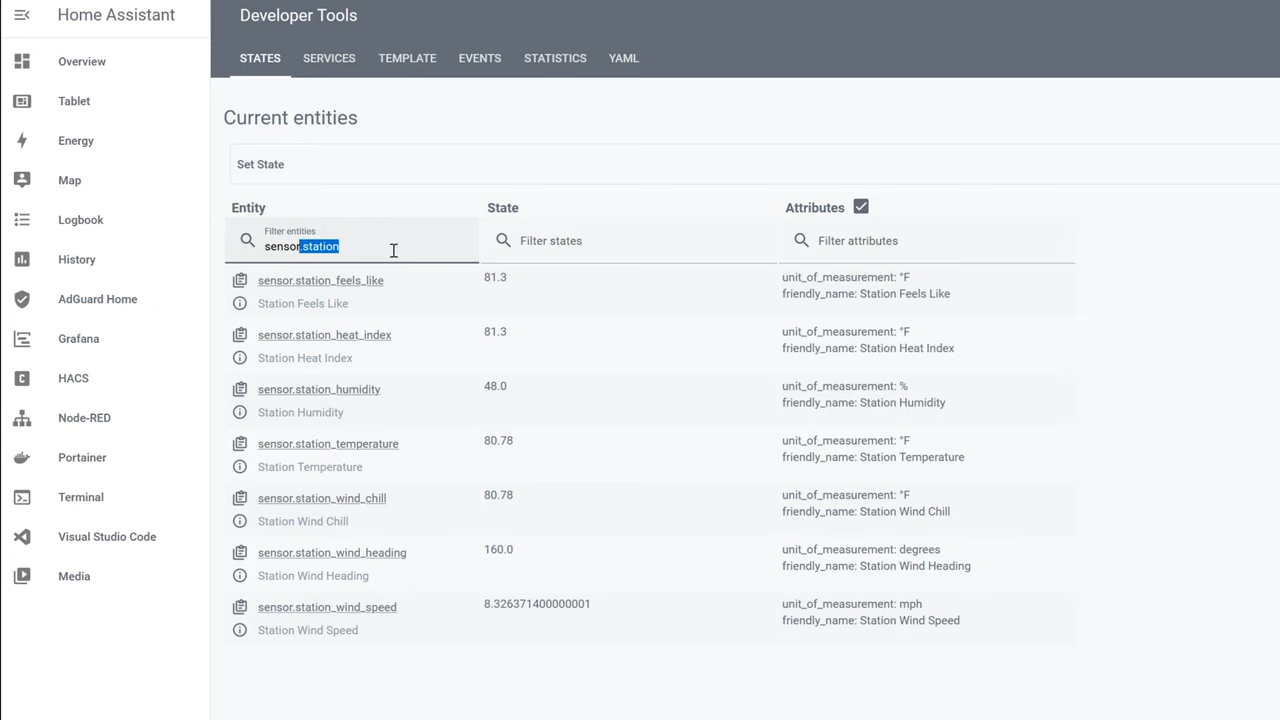 Home Assistant
Overview
Tablet
Energy
Map
Logbook
History
AdGuard Home
Grafana
HACS
Node-RED
Portainer
Terminal
Visual Studio Code
Media
Developer Tools
STATES SERVICES TEMPLATE EVENTS STATISTICS YAML
Current entities
Set State
Entity State Attributes
Filter entities
sensor.station Filter states Filter attributes
sensor.station_feels_like 81.3 unit_of_measurement: °F
Station Feels Like friendly_name: Station Feels Like
sensor.station_heat_index 81.3 unit_of_measurement: °F
Station Heat Index friendly_name: Station Heat Index
sensor.station_humidity 48.0 unit_of_measurement: %
Station Humidity friendly_name: Station Humidity
sensor.station_temperature 80.78 unit_of_measurement: °F
Station Temperature friendly_name: Station Temperature
sensor.station_wind_chill 80.78 unit_of_measurement: °F
Station Wind Chill friendly_name: Station Wind Chill
sensor.station_wind_heading 160.0 unit_of_measurement: degrees
Station Wind Heading friendly_name: Station Wind Heading
sensor.station_wind_speed 8.326371400000001 unit_of_measurement: mph
Station Wind Speed friendly_name: Station Wind Speed